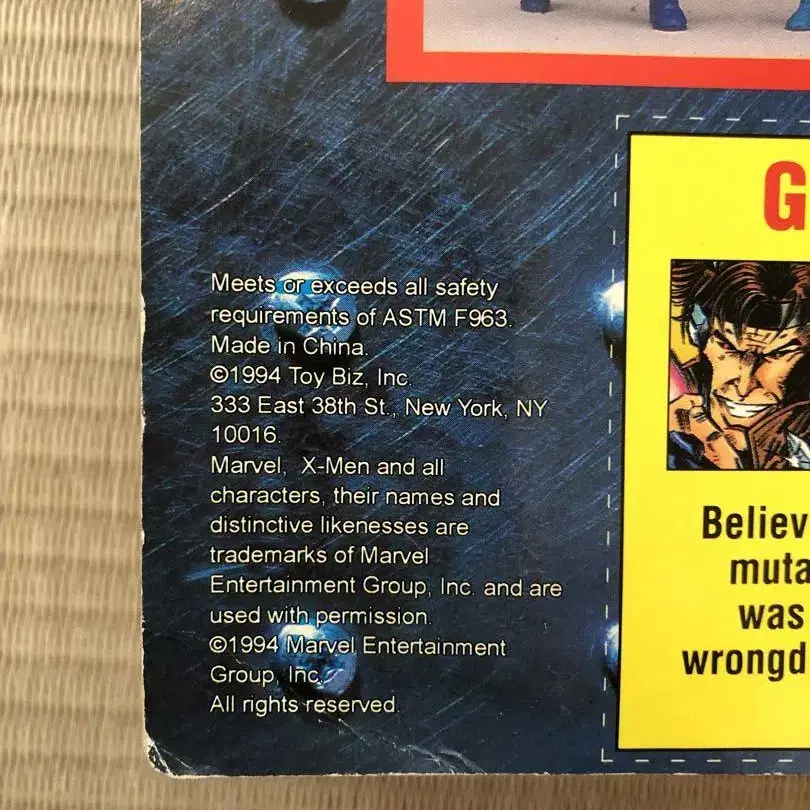 Meets or exceeds all safety
requirements of ASTM F963.
Made in China.
©1994 Toy Biz, Inc.
333 East 38th St., New York, NY
10016.
Marvel, X-Men and all
characters, their names and
distinctive likenesses are
trademarks of Marvel
Entertainment Group, Inc. and are
used with permission.
©1994 Marvel Entertainment
Group, Inc.
All rights reserved.
G
Believ
muta
was
wrongd